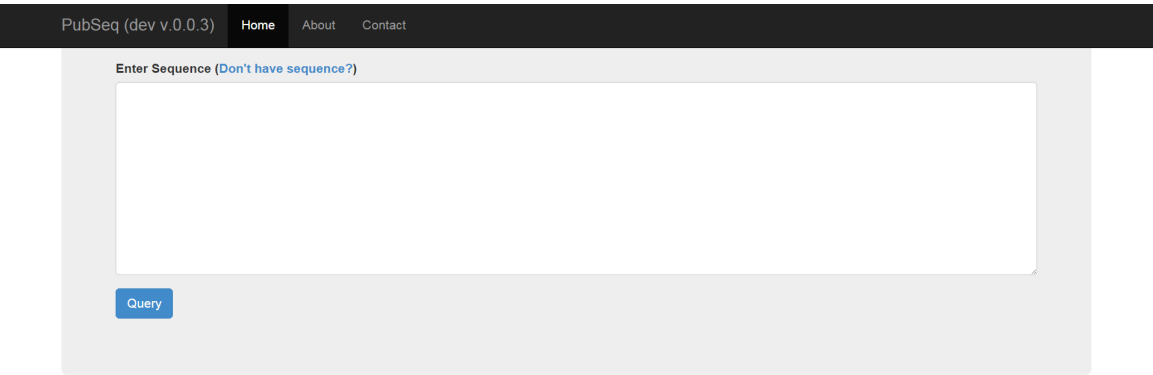 PubSeq (dev v.0.0.3) Home About Contact
Enter Sequence (Don't have sequence?)
Query